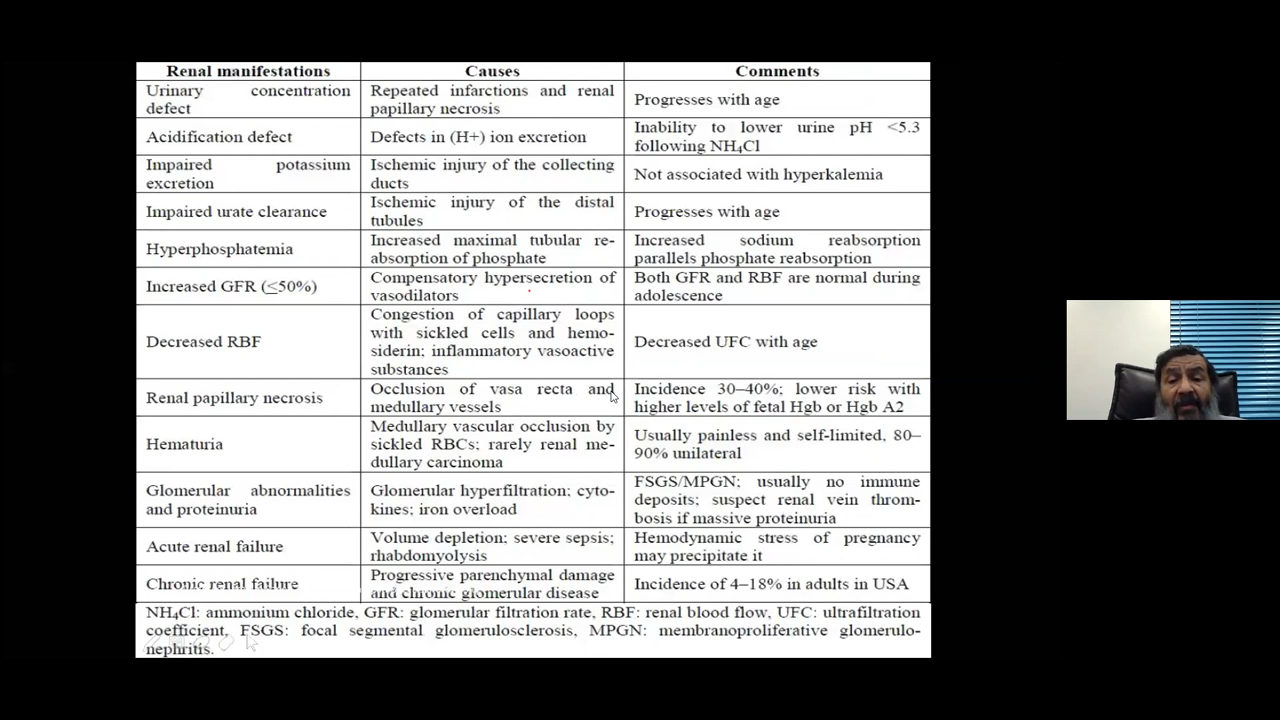 Renal manifestations Causes Comments
Urinary concentration defect Repeated infarctions and renal papillary necrosis Progresses with age
Acidification defect Defects in (H+) ion excretion Inability to lower urine pH <5.3 following NH₄Cl
Impaired potassium excretion Ischemic injury of the collecting ducts Not associated with hyperkalemia
Impaired urate clearance Ischemic injury of the distal tubules Progresses with age
Hyperphosphatemia Increased maximal tubular re-absorption of phosphate Increased sodium reabsorption parallels phosphate reabsorption
Increased GFR (≤50%) Compensatory hypersecretion of vasodilators Both GFR and RBF are normal during adolescence
Decreased RBF Congestion of capillary loops with sickled cells and hemo-siderin; inflammatory vasoactive substances Decreased UFC with age
Renal papillary necrosis Occlusion of vasa recta and medullary vessels Incidence 30–40%; lower risk with higher levels of fetal Hgb or Hgb A2
Hematuria Medullary vascular occlusion by sickled RBCs; rarely renal me-dullary carcinoma Usually painless and self-limited, 80–90% unilateral
Glomerular abnormalities and proteinuria Glomerular hyperfiltration; cyto-kines; iron overload FSGS/MPGN; usually no immune deposits; suspect renal vein throm-bosis if massive proteinuria
Acute renal failure Volume depletion; severe sepsis; rhabdomyolysis Hemodynamic stress of pregnancy may precipitate it
Chronic renal failure Progressive parenchymal damage and chronic glomerular disease Incidence of 4–18% in adults in USA
NH₄Cl: ammonium chloride, GFR: glomerular filtration rate, RBF: renal blood flow, UFC: ultrafiltration
coefficient, FSGS: focal segmental glomerulosclerosis, MPGN: membranoproliferative glomerulo-
nephritis.